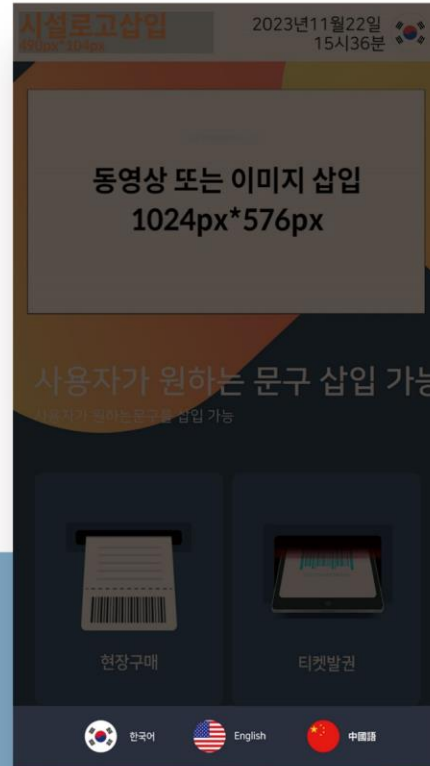 시설로고삽입
490px*104px
2023년11월22일
15시36분
동영상 또는 이미지 삽입
1024px*576px
사용자가 원하는 문구 삽입 가능
사용자가 원하는문구를 삽입 가능
현장구매
티켓발권
한국어
English
中國語